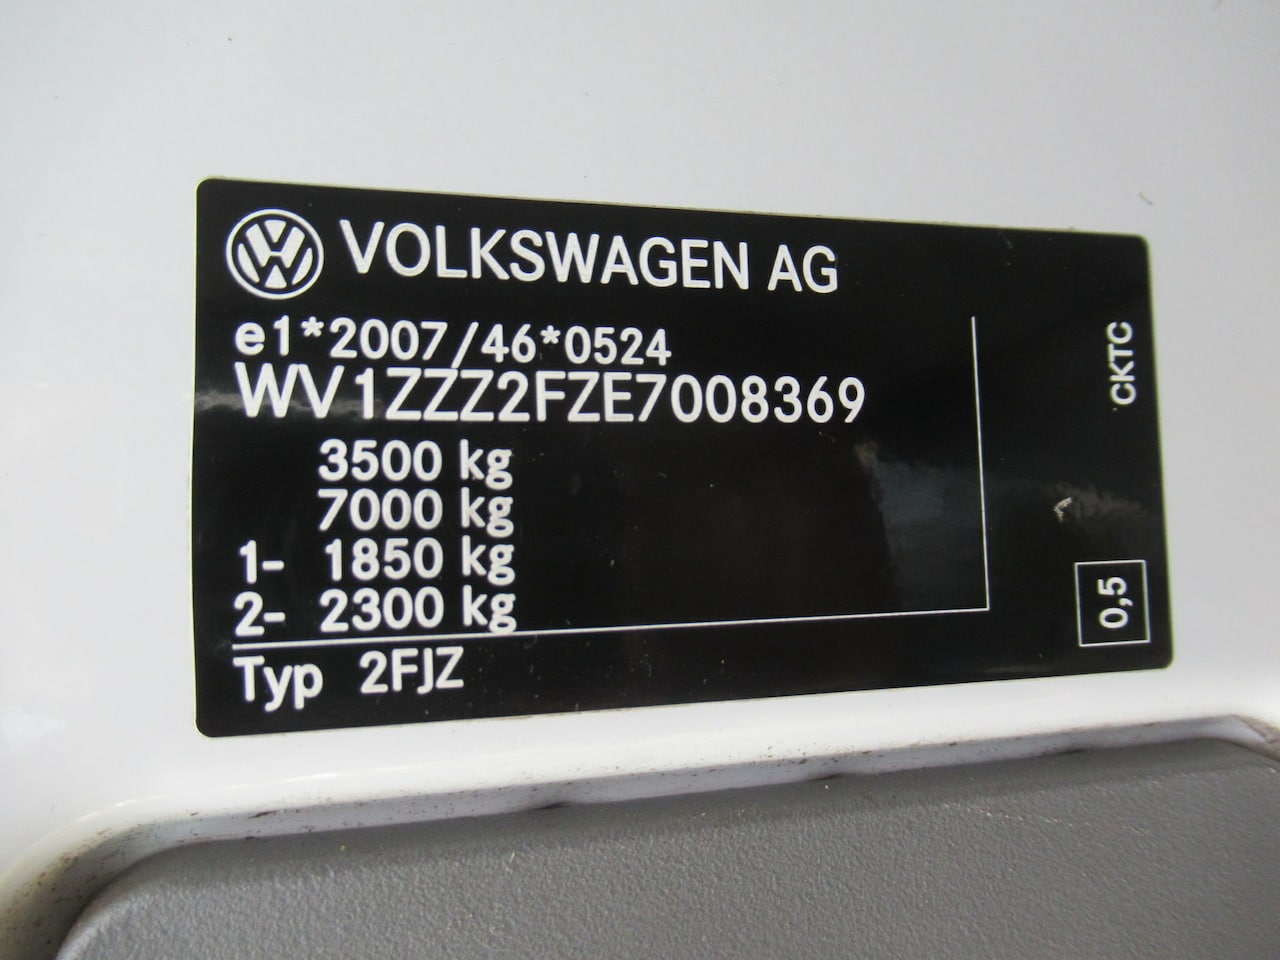 VOLKSWAGEN AG
e1*2007/46*0524
WV1ZZZ2FZE7008369
3500 kg
7000 kg
1- 1850 kg
2- 2300 kg
Typ 2FJZ
CKTC
0,5